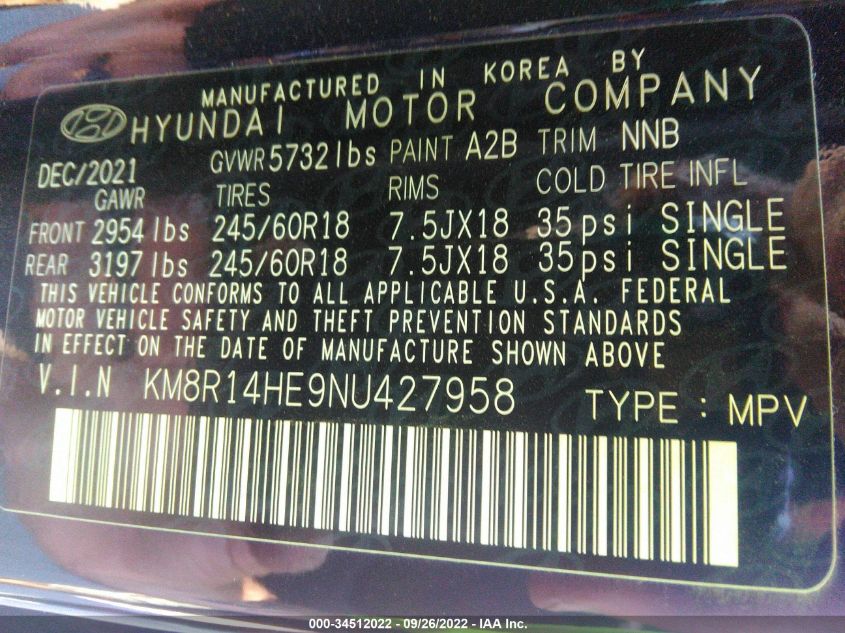 MANUFACTURED IN KOREA BY
HYUNDAI MOTOR COMPANY
DEC/2021 GVWR 5732 lbs PAINT A2B TRIM NNB
GAWR TIRES RIMS COLD TIRE INFL
FRONT 2954 lbs 245/60R18 7.5JX18 35psi SINGLE
REAR 3197 lbs 245/60R18 7.5JX18 35psi SINGLE
THIS VEHICLE CONFORMS TO ALL APPLICABLE U.S.A. FEDERAL
MOTOR VEHICLE SAFETY AND THEFT PREVENTION STANDARDS
IN EFFECT ON THE DATE OF MANUFACTURE SHOWN ABOVE
V.I.N KM8R14HE9NU427958 TYPE : MPV
000-34512022 - 09/26/2022 - IAA Inc.